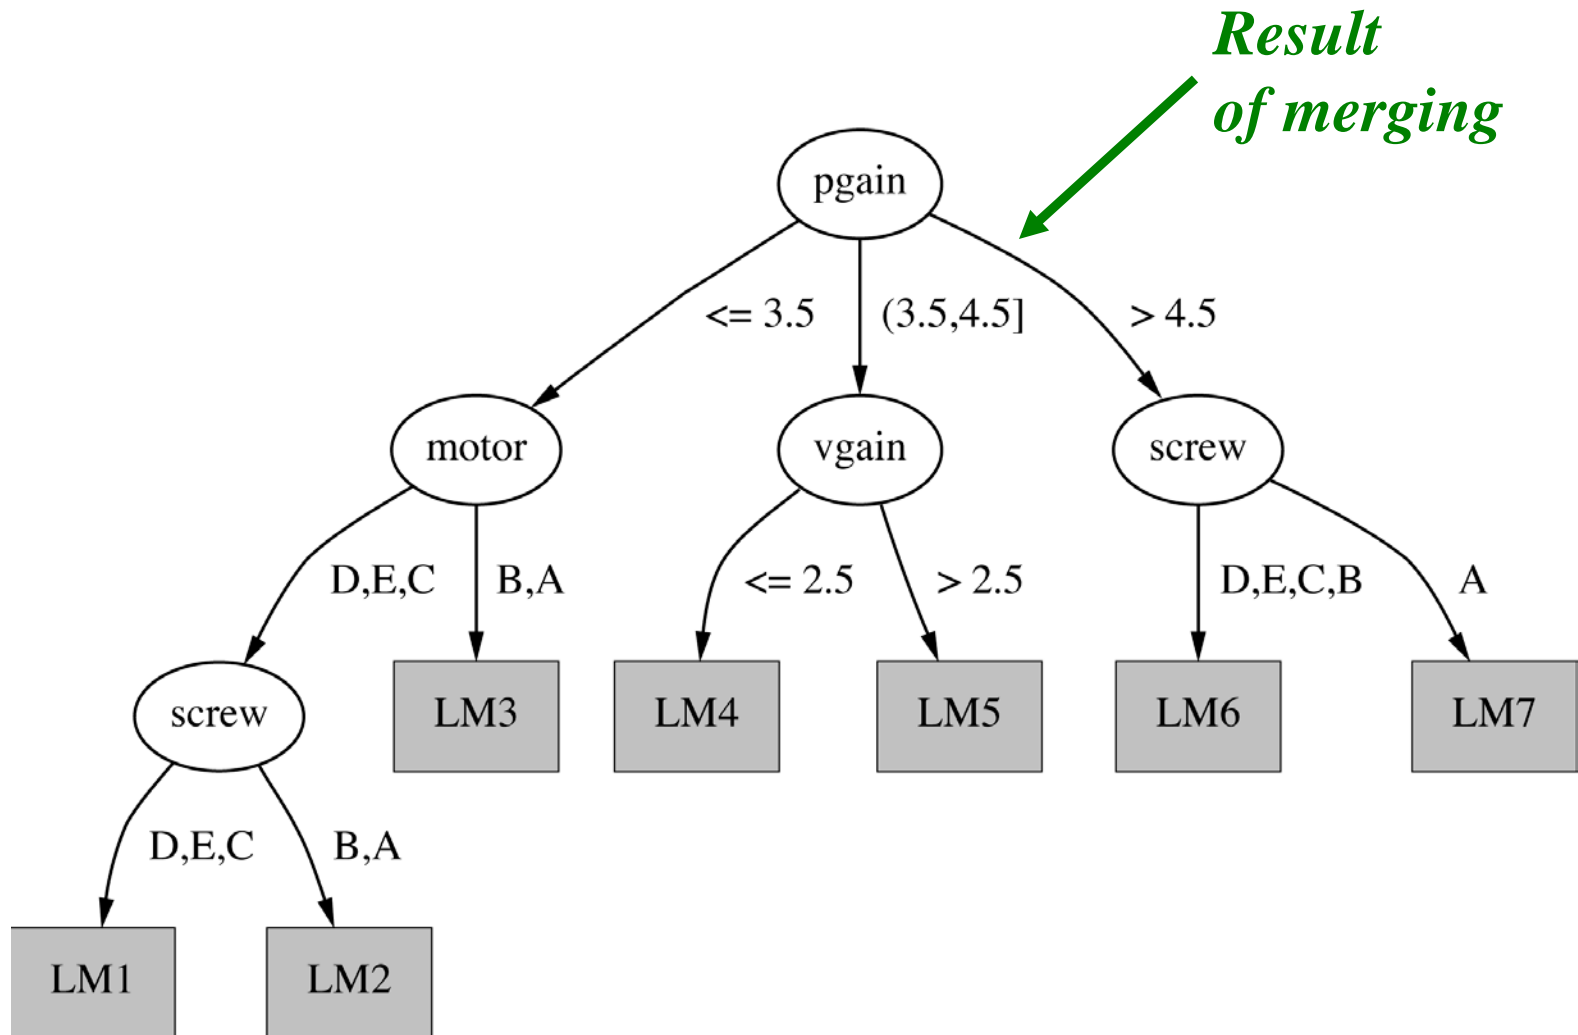 Result
of merging
pgain
<= 3.5
(3.5,4.5]
> 4.5
motor
vgain
screw
D,E,C
B,A
<= 2.5
> 2.5
D,E,C,B
A
screw
LM3
LM4
LM5
LM6
LM7
D,E,C
B,A
LM1
LM2